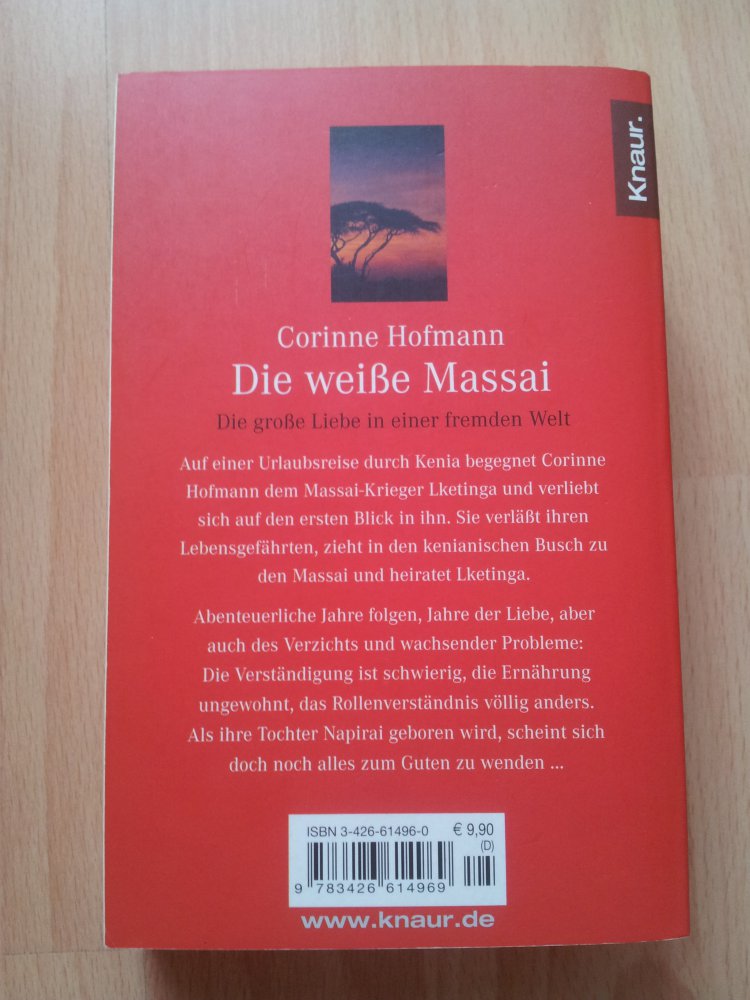 Knaur.
Corinne Hofmann
Die weiße Massai
Die große Liebe in einer fremden Welt
Auf einer Urlaubsreise durch Kenia begegnet Corinne
Hofmann dem Massai-Krieger Lketinga und verliebt
sich auf den ersten Blick in ihn. Sie verläßt ihren
Lebensgefährten, zieht in den kenianischen Busch zu
den Massai und heiratet Lketinga.
Abenteuerliche Jahre folgen, Jahre der Liebe, aber
auch des Verzichts und wachsender Probleme:
Die Verständigung ist schwierig, die Ernährung
ungewohnt, das Rollenverständnis völlig anders.
Als ihre Tochter Napirai geboren wird, scheint sich
doch noch alles zum Guten zu wenden ...
ISBN 3-426-61496-0 € 9,90
(D)
9 783426 614969
www.knaur.de